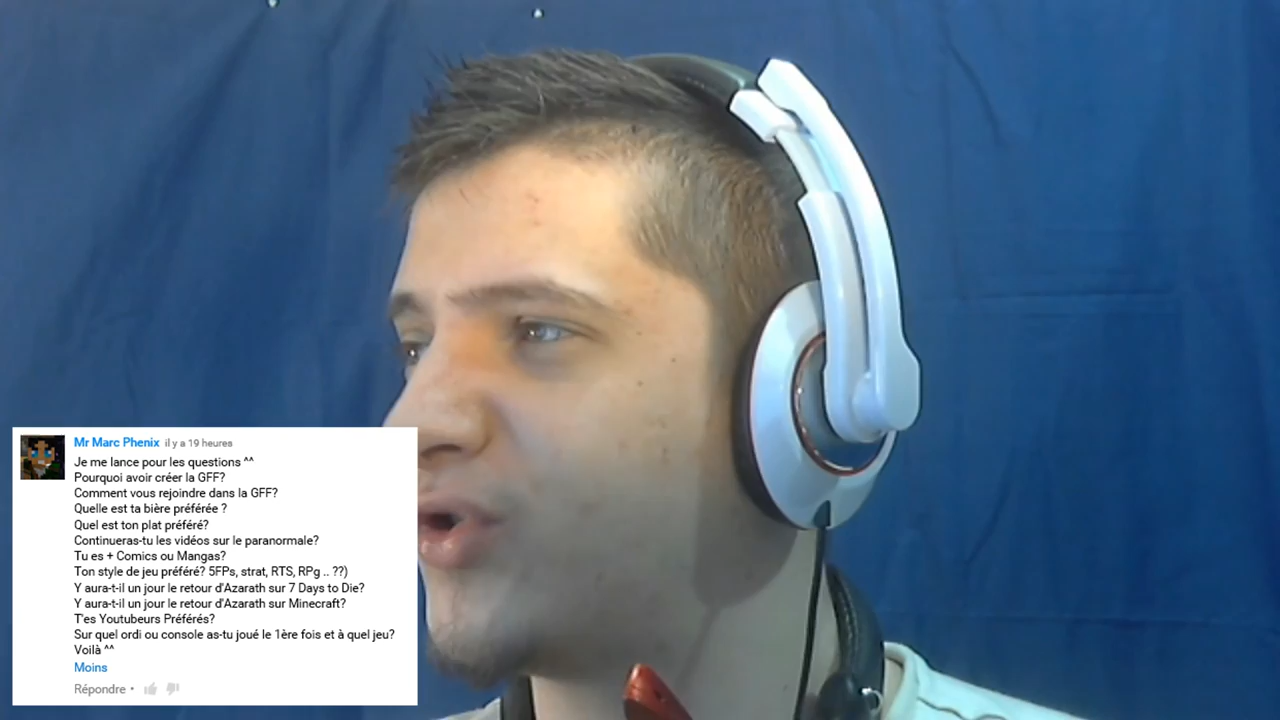 Mr Marc Phenix il y a 19 heures
Je me lance pour les questions ^^
Pourquoi avoir créer la GFF?
Comment vous rejoindre dans la GFF?
Quelle est ta bière préférée ?
Quel est ton plat préféré?
Continueras-tu les vidéos sur le paranormale?
Tu es + Comics ou Mangas?
Ton style de jeu préféré? 5FPs, strat, RTS, RPg .. ??)
Y aura-t-il un jour le retour d'Azarath sur 7 Days to Die?
Y aura-t-il un jour le retour d'Azarath sur Minecraft?
T'es Youtubeurs Préférés?
Sur quel ordi ou console as-tu joué le 1ère fois et à quel jeu?
Voilà ^^
Moins
Répondre •